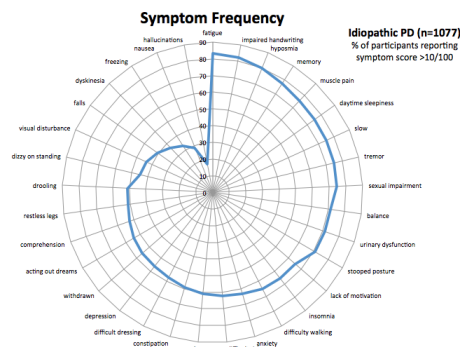 Symptom Frequency
Idiopathic PD (n=1077)
% of participants reporting
symptom score >10/100
fatigue
impaired handwriting
hyposmia
memory
muscle pain
daytime sleepiness
slow
tremor
sexual impairment
balance
urinary dysfunction
stooped posture
lack of motivation
insomnia
difficulty walking
anxiety
constipation
difficult dressing
depression
withdrawn
acting out dreams
comprehension
restless legs
drooling
dizzy on standing
visual disturbance
falls
dyskinesia
freezing
nausea
hallucinations
90
80
70
60
50
40
30
20
10
0